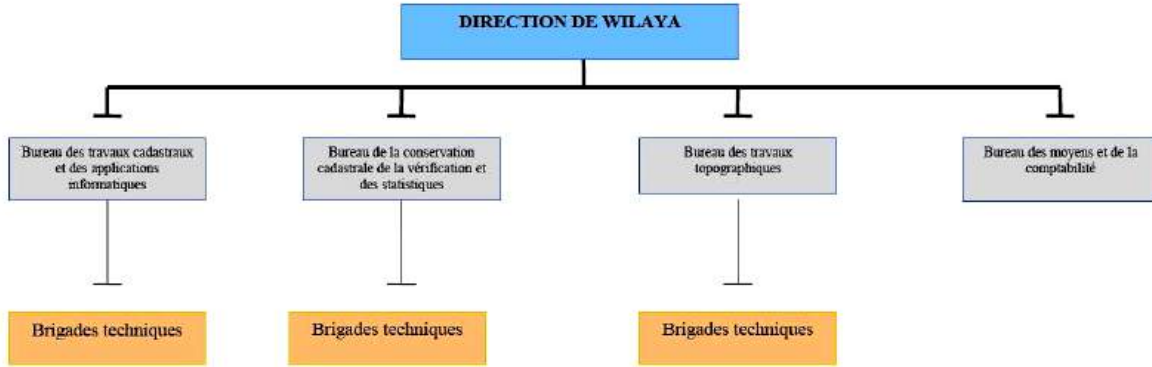 DIRECTION DE WILAYA
Bureau des travaux cadastraux
et des applications
informatiques
Bureau de la conservation
cadastrale de la vérification et
des statistiques
Bureau des travaux
topographiques
Bureau des moyens et de la
comptabilité
Brigades techniques
Brigades techniques
Brigades techniques